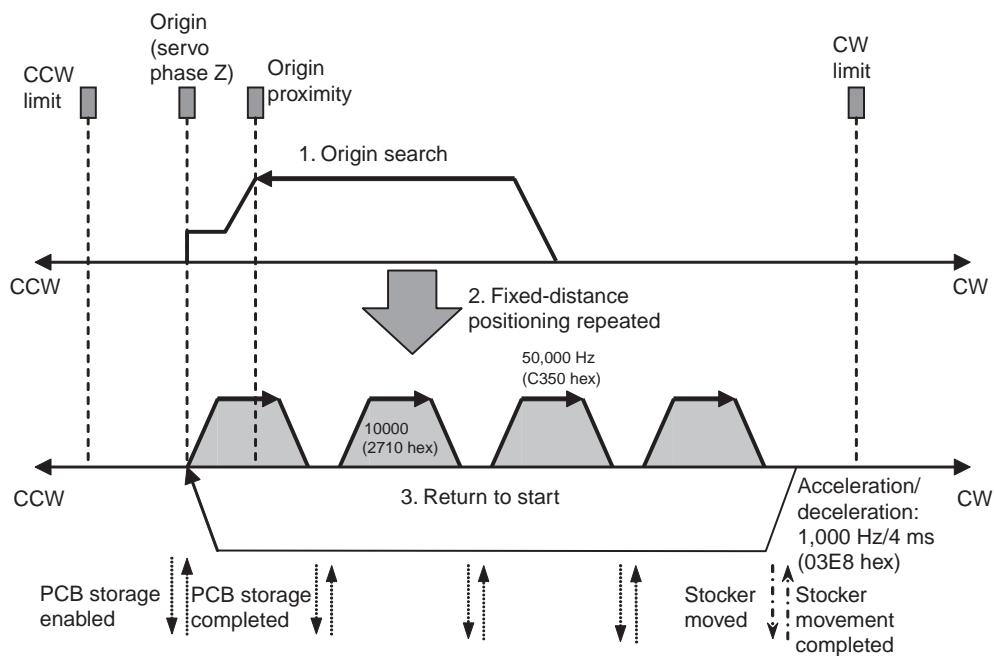 Origin
(servo
phase Z)
CCW
limit
Origin
proximity
CW
limit
1. Origin search
CCW
CW
2. Fixed-distance
positioning repeated
50,000 Hz
(C350 hex)
10000
(2710 hex)
CCW
3. Return to start
CW
Acceleration/
deceleration:
1,000 Hz/4 ms
(03E8 hex)
PCB storage
enabled
PCB storage
completed
Stocker
moved
Stocker
movement
completed